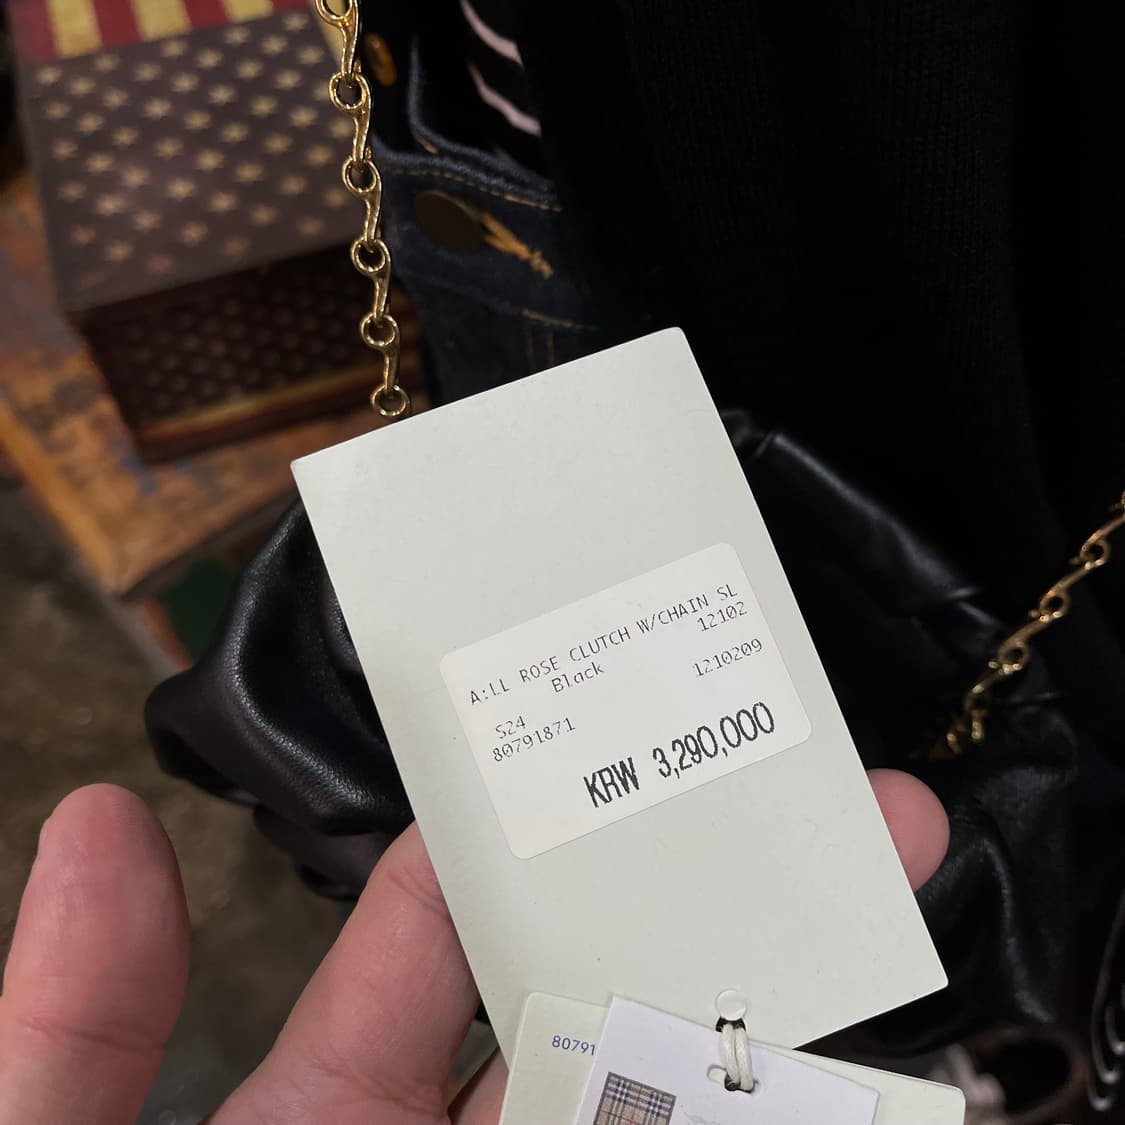 A:LL ROSE CLUTCH W/CHAIN SL
Black 12102
S24 1210209
80791871
KRW 3,290,000
80791